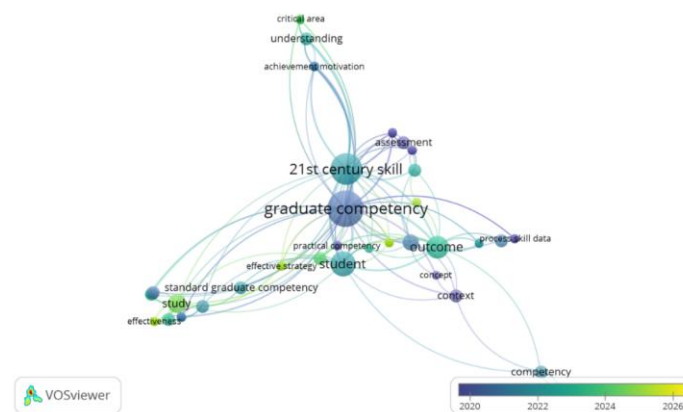 critical area
understanding
achievement motivation
assessment
21st century skill
graduate competency
practical competency
outcome
process skill data
effective strategy
student
concept
standard graduate competency
context
study
effectiveness
competency
VOSviewer
2020 2022 2024 2026